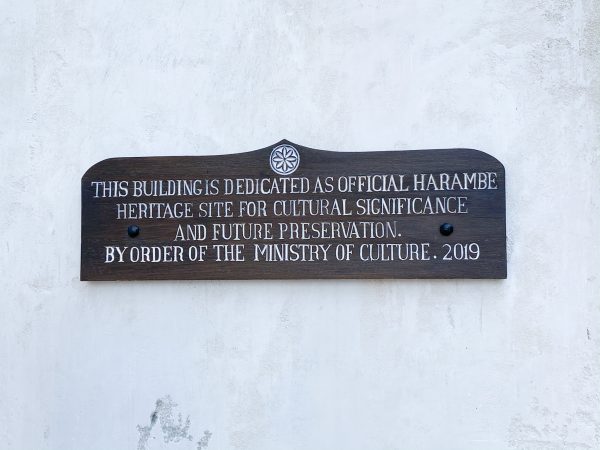 THIS BUILDING IS DEDICATED AS OFFICIAL HARAMBE
HERITAGE SITE FOR CULTURAL SIGNIFICANCE
AND FUTURE PRESERVATION.
BY ORDER OF THE MINISTRY OF CULTURE. 2019